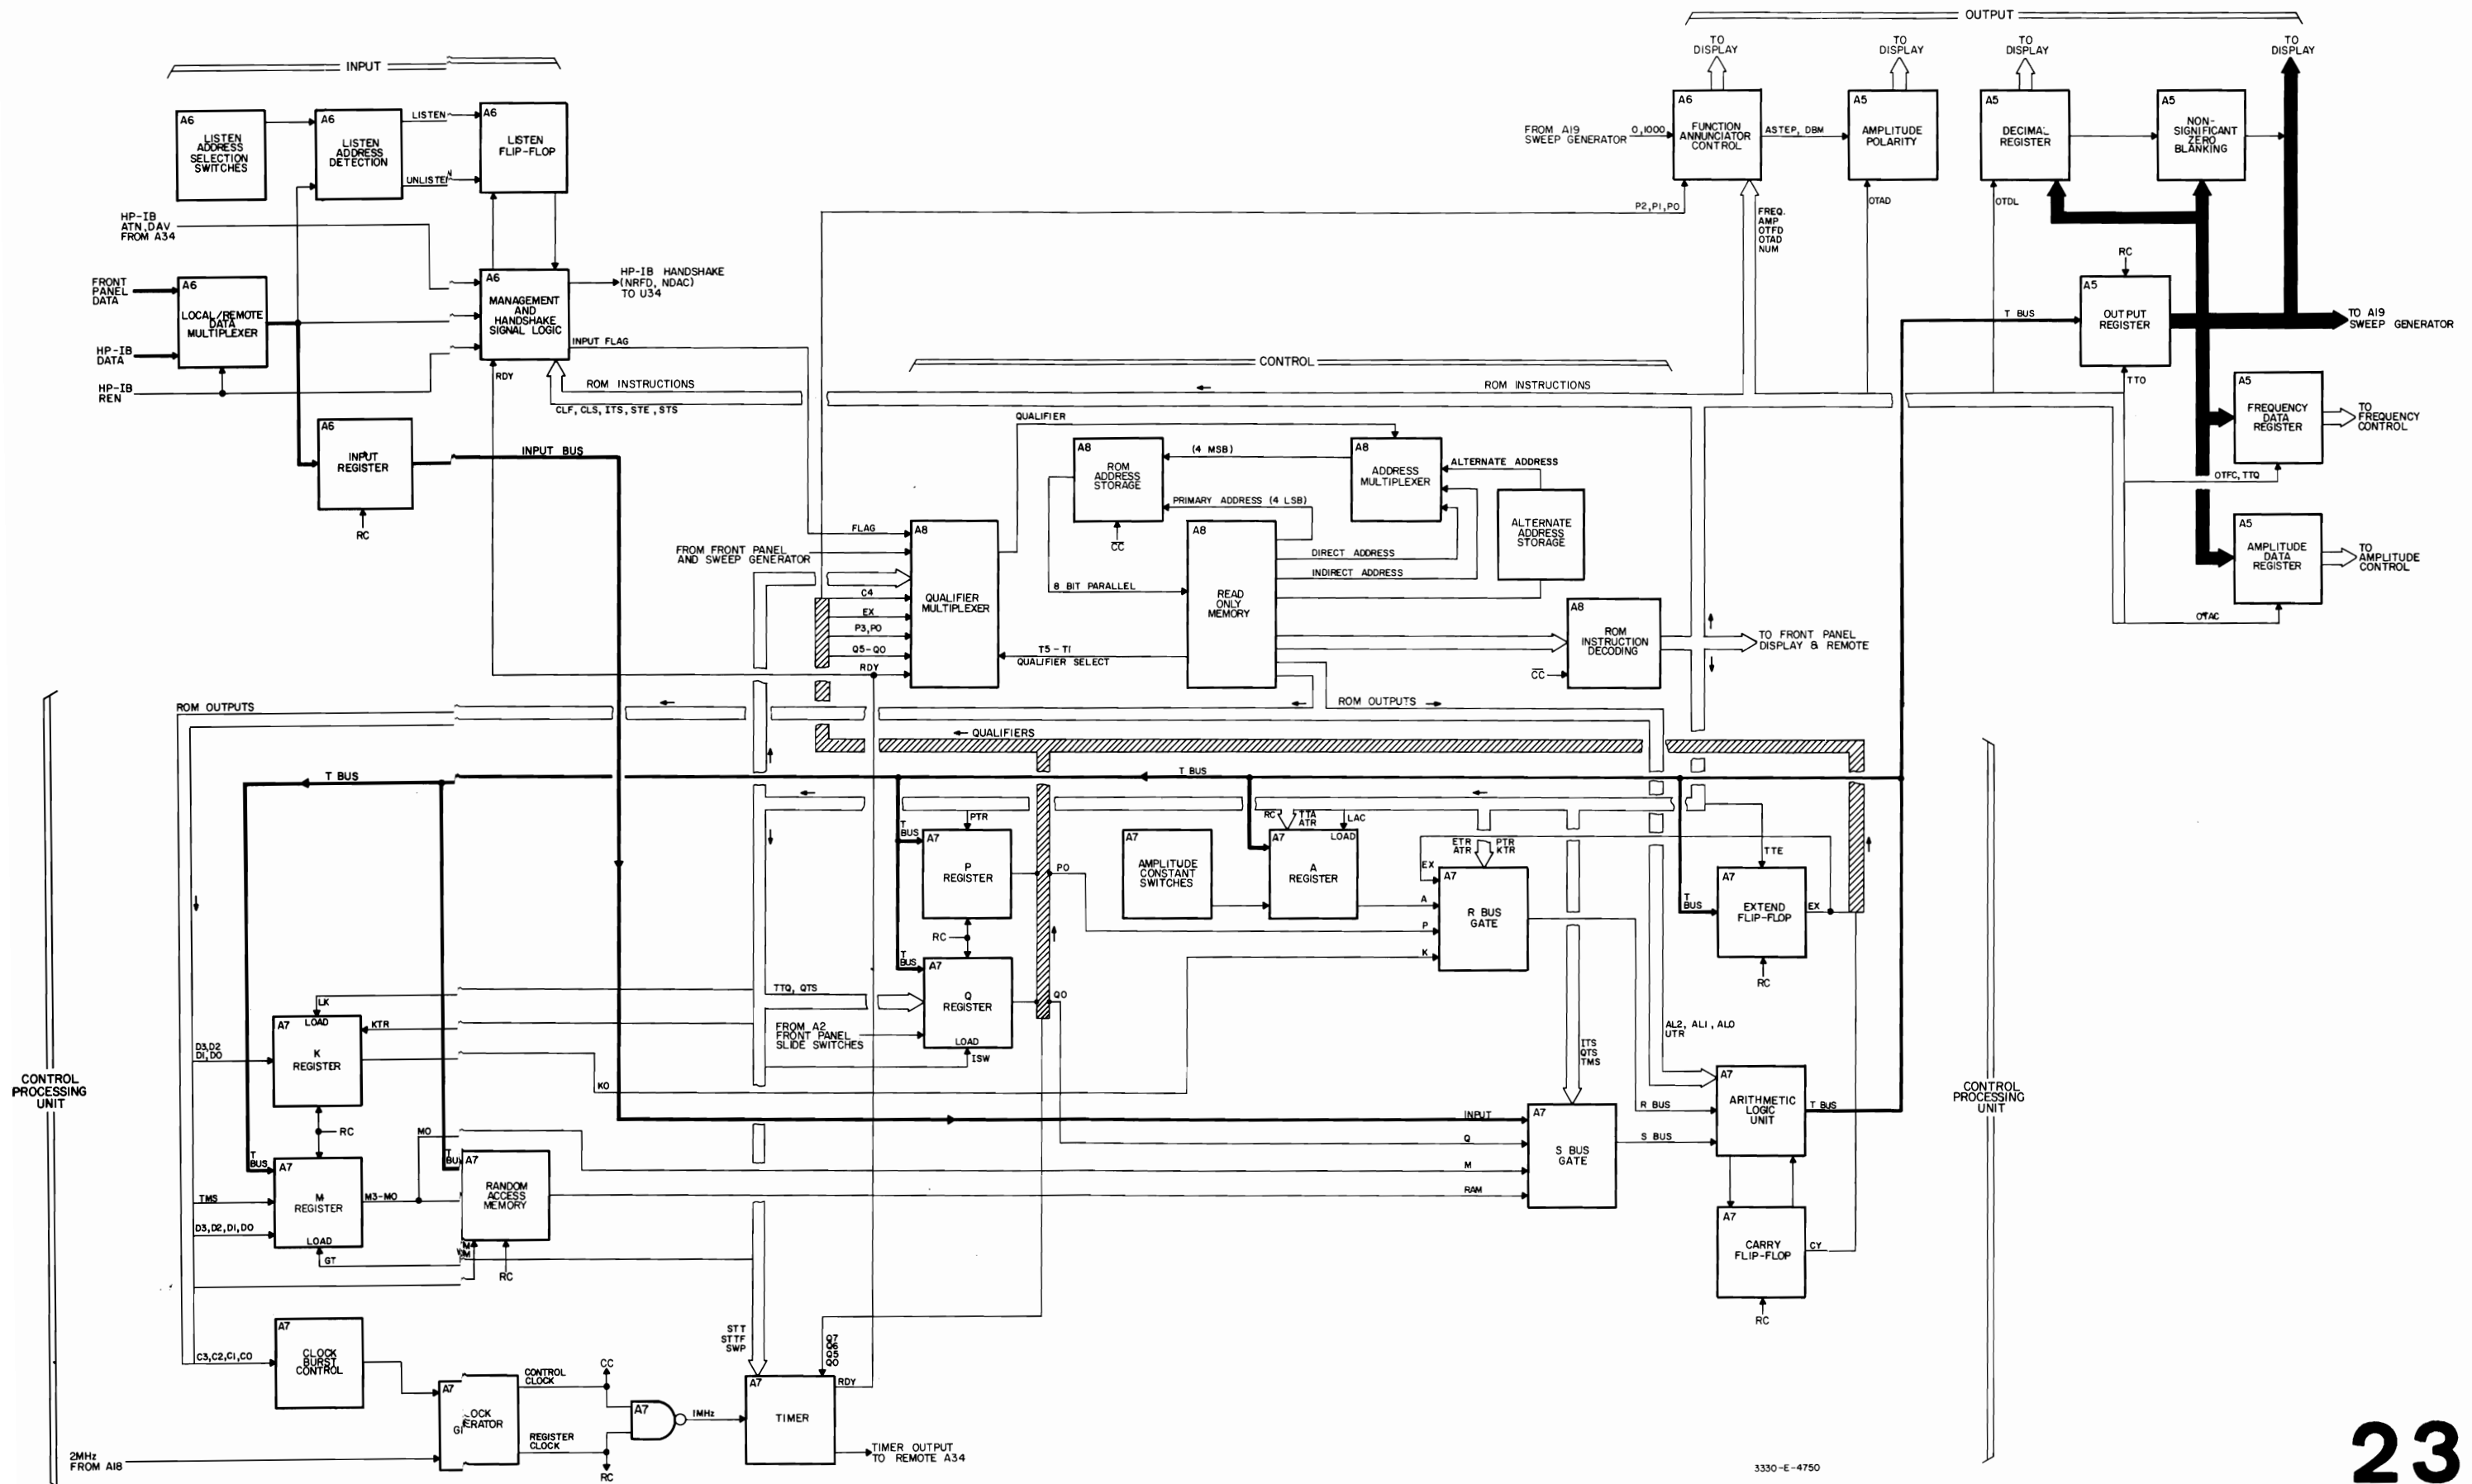 OUTPUT
TO
DISPLAY
TO
DISPLAY
TO
DISPLAY
TO
DISPLAY
INPUT
A6
LISTEN
ADDRESS
SELECTION
SWITCHES
A6
LISTEN
ADDRESS
DETECTION
LISTEN
UNLISTEN
A6
LISTEN
FLIP-FLOP
FROM A19
SWEEP GENERATOR
0,1000
A6
FUNCTION
ANNUNCIATOR
CONTROL
ASTEP, DBM
A5
AMPLITUDE
POLARITY
A5
DECIMAL
REGISTER
A5
NON-
SIGNIFICANT
ZERO
BLANKING
HP-IB
ATN, DAV
FROM A34
P2,P1,P0
FREQ.
AMP
OTFD
OTAD
NUM
OTAD
OTDL
FRONT
PANEL
DATA
HP-IB
DATA
HP-IB
REN
A6
LOCAL/REMOTE
DATA
MULTIPLEXER
A6
MANAGEMENT
AND
HANDSHAKE
SIGNAL LOGIC
HP-IB HANDSHAKE
(NRFD, NDAC)
TO U34
INPUT FLAG
RDY
ROM INSTRUCTIONS
CLF, CLS, ITS, STE, STS
RC
A5
OUTPUT
REGISTER
T BUS
TTO
TO A19
SWEEP GENERATOR
CONTROL
ROM INSTRUCTIONS
A5
FREQUENCY
DATA
REGISTER
TO
FREQUENCY
CONTROL
OTFC, TTQ
A5
AMPLITUDE
DATA
REGISTER
TO
AMPLITUDE
CONTROL
OTAC
A6
INPUT
REGISTER
RC
INPUT BUS
QUALIFIER
A8
ROM
ADDRESS
STORAGE
CC
(4 MSB)
PRIMARY ADDRESS (4 LSB)
A8
ADDRESS
MULTIPLEXER
ALTERNATE ADDRESS
ALTERNATE
ADDRESS
STORAGE
FLAG
FROM FRONT PANEL
AND SWEEP GENERATOR
C4
EX
P3,P0
Q5-Q0
RDY
A8
QUALIFIER
MULTIPLEXER
8 BIT PARALLEL
T5-T1
QUALIFIER SELECT
A8
READ
ONLY
MEMORY
DIRECT ADDRESS
INDIRECT ADDRESS
A8
ROM
INSTRUCTION
DECODING
CC
TO FRONT PANEL
DISPLAY & REMOTE
ROM OUTPUTS
ROM OUTPUTS
QUALIFIERS
T BUS
T BUS
PTR
T
BUS
A7
P
REGISTER
RC
P0
A7
AMPLITUDE
CONSTANT
SWITCHES
RC
TTA
ATR
LAC
A7
LOAD
A
REGISTER
ETR
ATR
PTR
KTR
EX
A
P
K
A7
R BUS
GATE
TTE
T
BUS
A7
EXTEND
FLIP-FLOP
EX
RC
TTQ, QTS
T
BUS
A7
Q
REGISTER
LOAD
ISW
Q0
FROM A2
FRONT PANEL
SLIDE SWITCHES
LK
A7
LOAD
K
REGISTER
KTR
D3,D2
D1,D0
K0
RC
CONTROL
PROCESSING
UNIT
CONTROL
PROCESSING
UNIT
AL2, AL1, AL0
UTR
ITS
QTS
TMS
INPUT
Q
M
RAM
A7
S BUS
GATE
R BUS
S BUS
A7
ARITHMETIC
LOGIC
UNIT
T BUS
A7
CARRY
FLIP-FLOP
CY
RC
T
BUS
A7
M
REGISTER
LOAD
TMS
D3,D2,D1,D0
GT
M3-M0
M0
A7
RANDOM
ACCESS
MEMORY
RC
A7
CLOCK
BURST
CONTROL
C3,C2,C1,C0
A7
CONTROL
CLOCK
REGISTER
CLOCK
CC
RC
A7
1MHz
STT
STTF
SWP
Q7
Q6
Q5
Q0
A7
TIMER
RDY
TIMER OUTPUT
TO REMOTE A34
2MHz
FROM A18
3330-E-4750
23